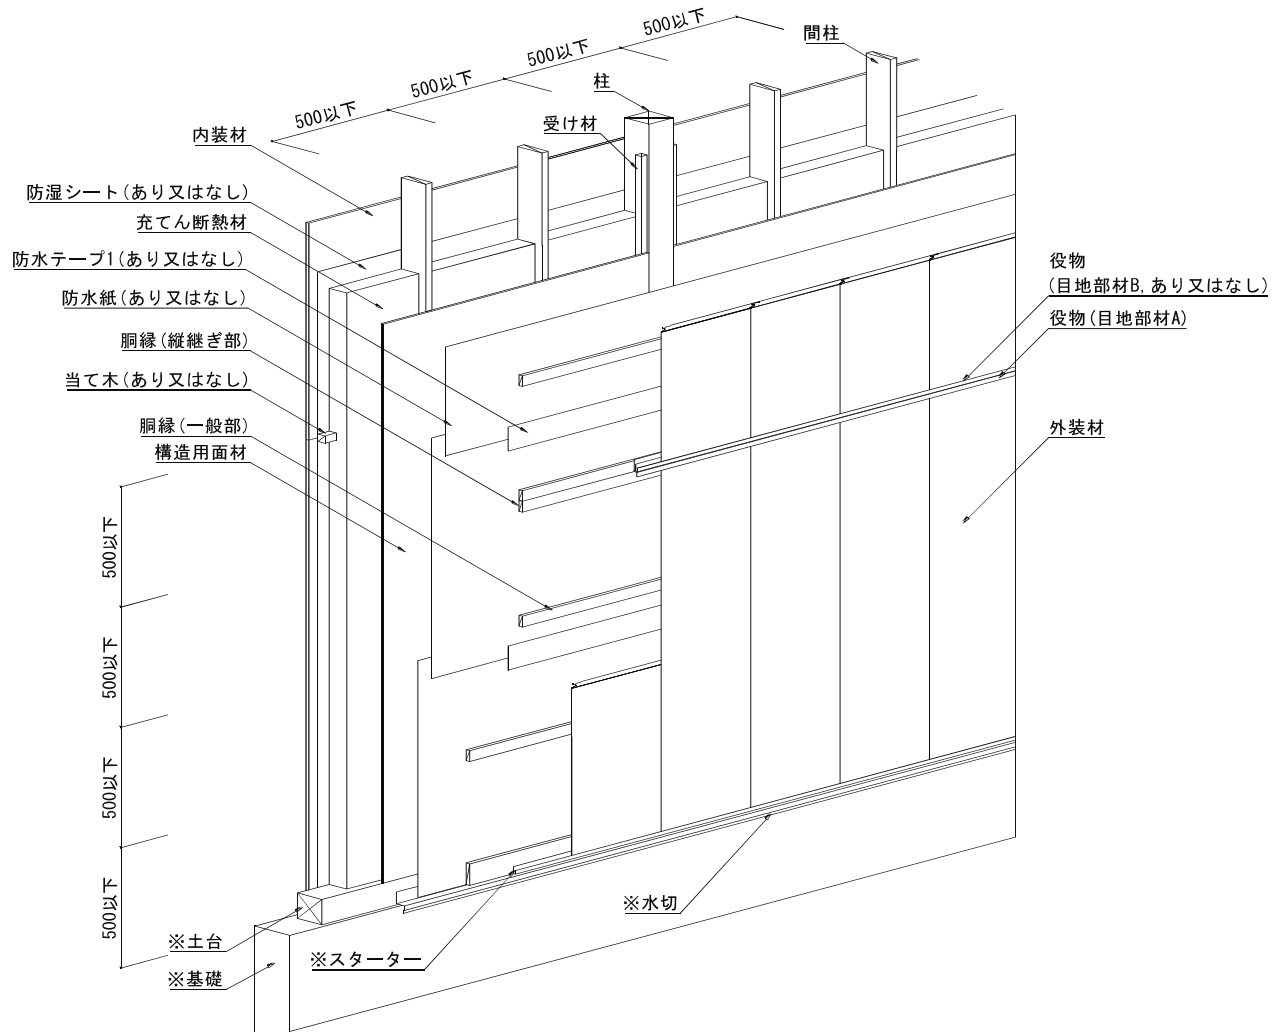 500以下
500以下
500以下
500以下
間柱
柱
受け材
内装材
防湿シート(あり又はなし)
充てん断熱材
防水テープ1(あり又はなし)
防水紙(あり又はなし)
胴縁(縦継ぎ部)
当て木(あり又はなし)
胴縁(一般部)
構造用面材
役物
(目地部材B,あり又はなし)
役物(目地部材A)
外装材
500以下
500以下
500以下
500以下
※水切
※土台
※スターター
※基礎